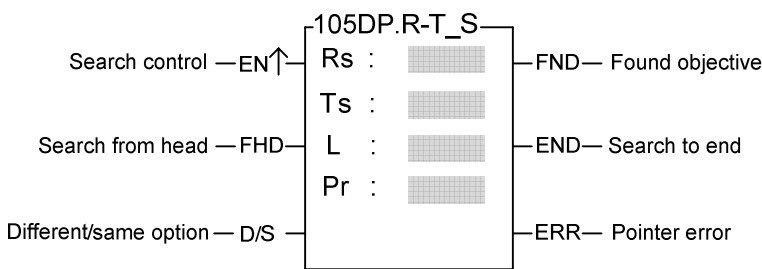 105DP.R-T_S
Search control EN↑ Rs : FND Found objective
Ts :
Search from head FHD L : END Search to end
Pr :
Different/same option D/S ERR Pointer error